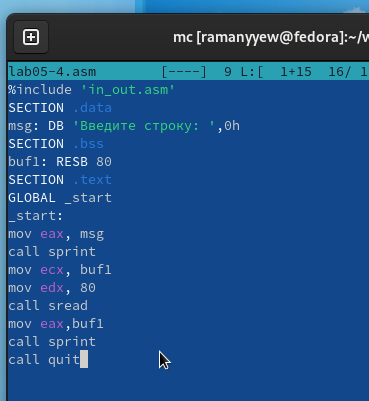 mc [ramanyyew@fedora]:~/w
lab05-4.asm [----] 9 L:[ 1+15 16/ 1
%include 'in_out.asm'
SECTION .data
msg: DB 'Введите строку: ',0h
SECTION .bss
buf1: RESB 80
SECTION .text
GLOBAL _start
_start:
mov eax, msg
call sprint
mov ecx, buf1
mov edx, 80
call sread
mov eax,buf1
call sprint
call quit